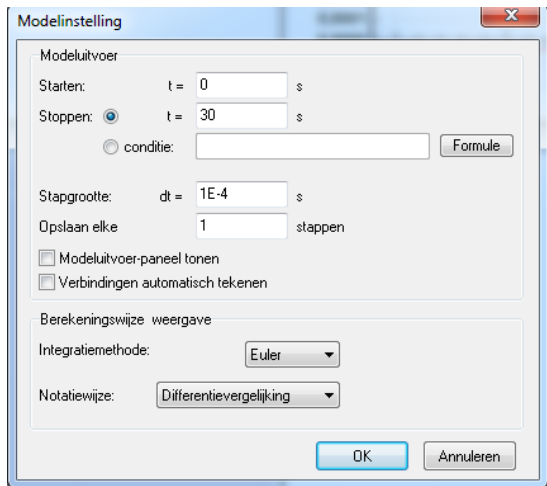 Modelinstelling
Modeluitvoer
Starten: t = 0 s
Stoppen: t = 30 s
conditie: Formule
Stapgrootte: dt = 1E-4 s
Opslaan elke 1 stappen
Modeluitvoer-paneel tonen
Verbindingen automatisch tekenen
Berekeningswijze weergave
Integratiemethode: Euler
Notatiewijze: Differentievergelijking
OK Annuleren